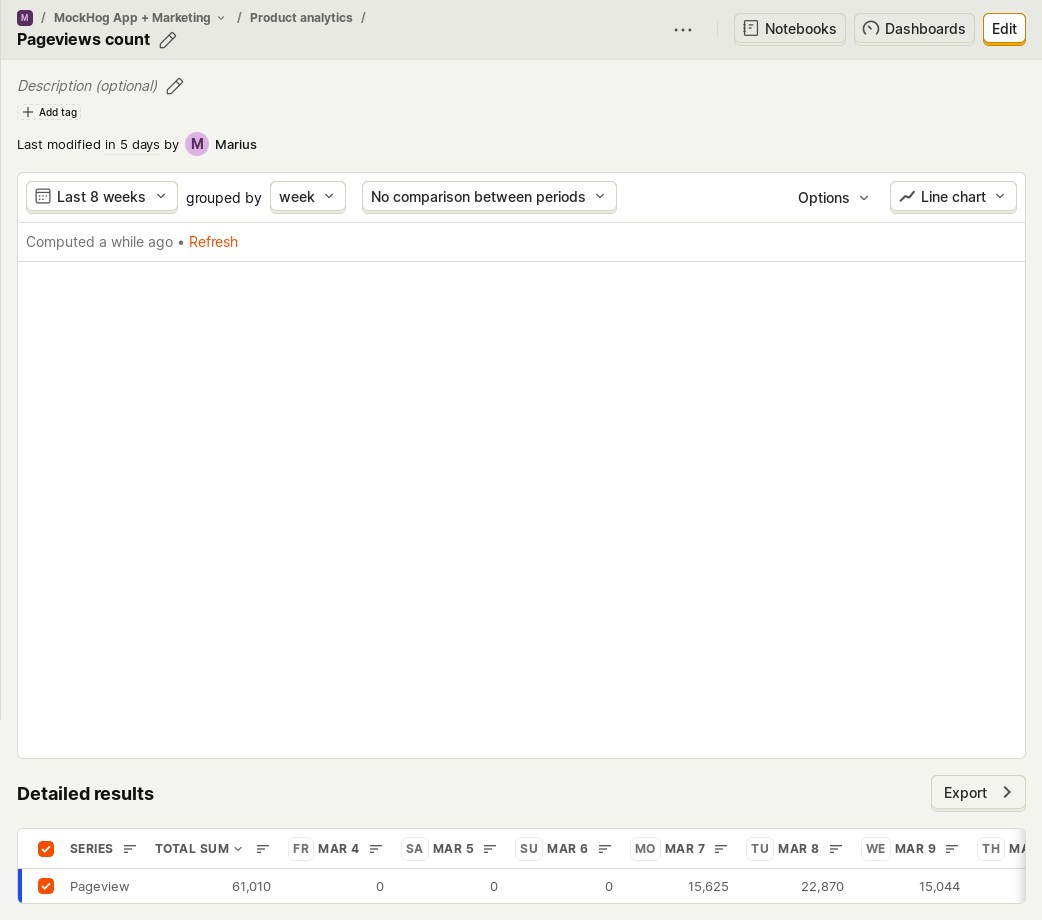 M / MockHog App + Marketing / Product analytics /
Pageviews count
Notebooks Dashboards Edit
Description (optional)
Add tag
Last modified in 5 days by M Marius
Last 8 weeks grouped by week No comparison between periods Options Line chart
Computed a while ago • Refresh
Detailed results
Export
SERIES TOTAL SUM FR MAR 4 SA MAR 5 SU MAR 6 MO MAR 7 TU MAR 8 WE MAR 9 TH
Pageview 61,010 0 0 0 15,625 22,870 15,044